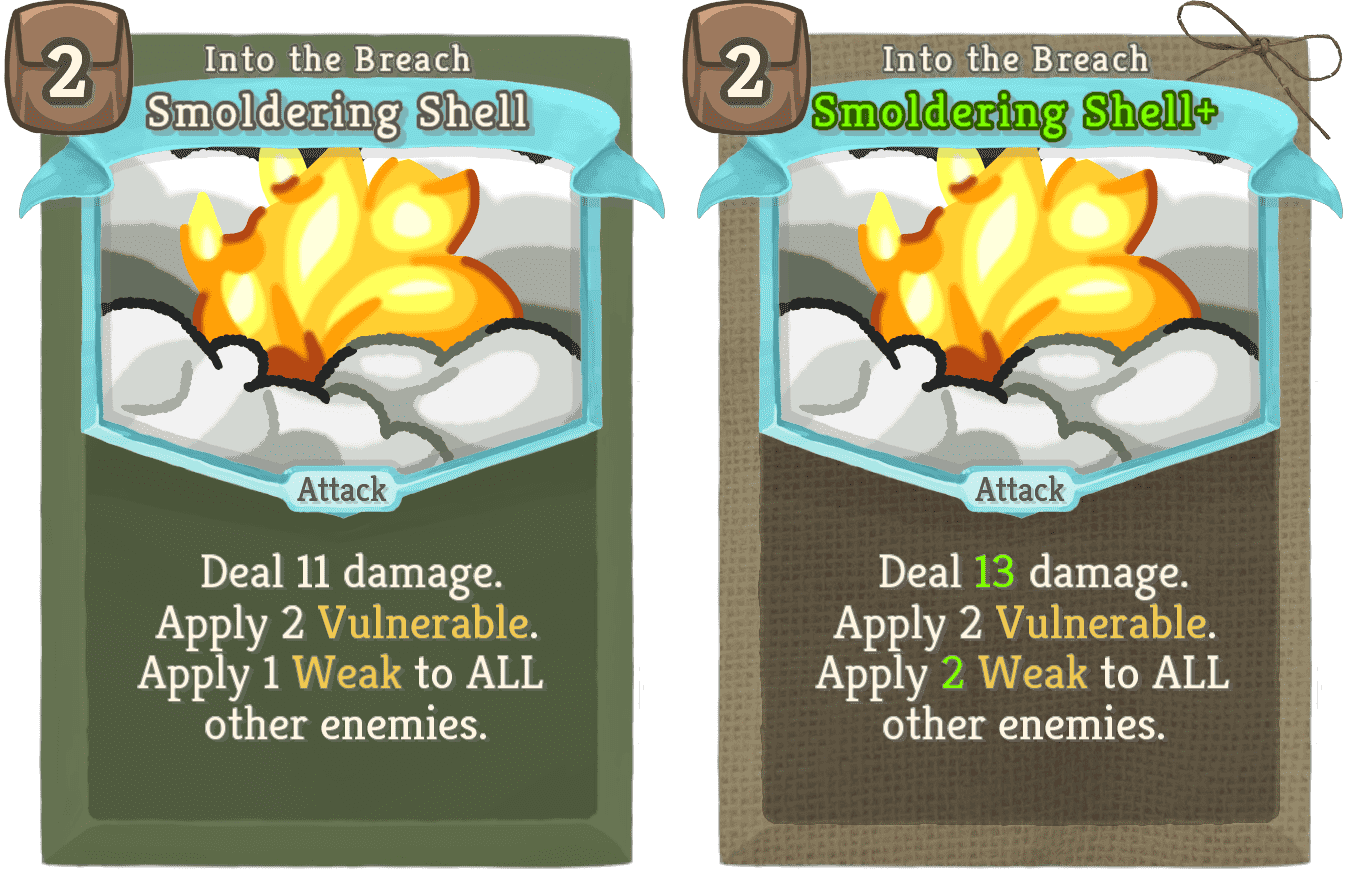 2
Into the Breach
Smoldering Shell
Attack
Deal 11 damage.
Apply 2 Vulnerable.
Apply 1 Weak to ALL
other enemies.
2
Into the Breach
Smoldering Shell+
Attack
Deal 13 damage.
Apply 2 Vulnerable.
Apply 2 Weak to ALL
other enemies.